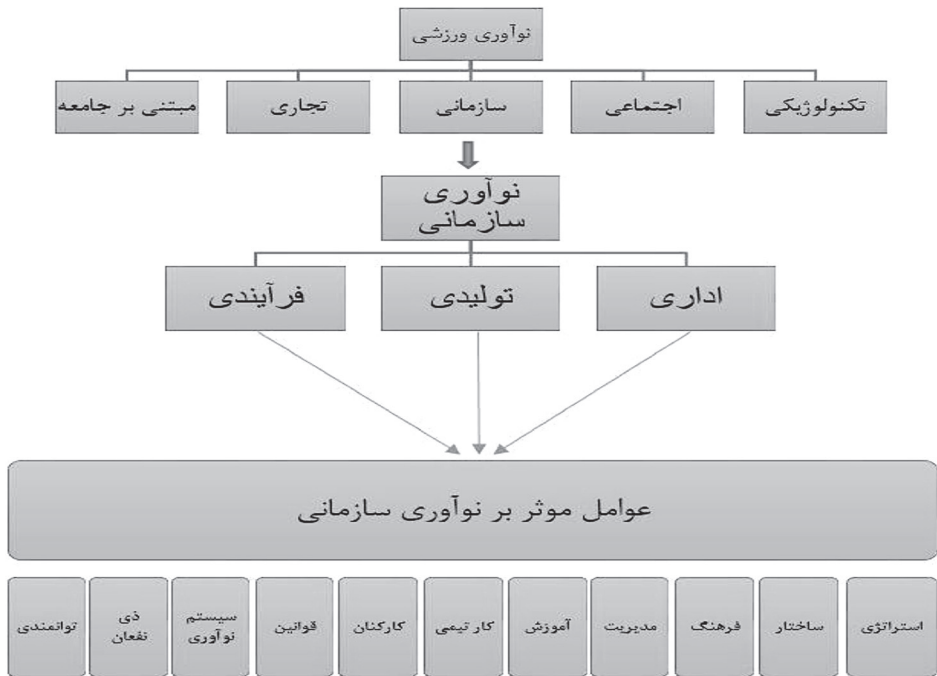 نوآوری ورزشی
تکنولوژیکی
اجتماعی
سازمانی
تجاری
مبتنی بر جامعه
نوآوری
سازمانی
اداری
تولیدی
فرآیندی
عوامل موثر بر نوآوری سازمانی
استراتژی
ساختار
فرهنگ
مدیریت
آموزش
کار تیمی
کارکنان
قوانین
سیستم
نوآوری
ذی
نفعان
توانمندی